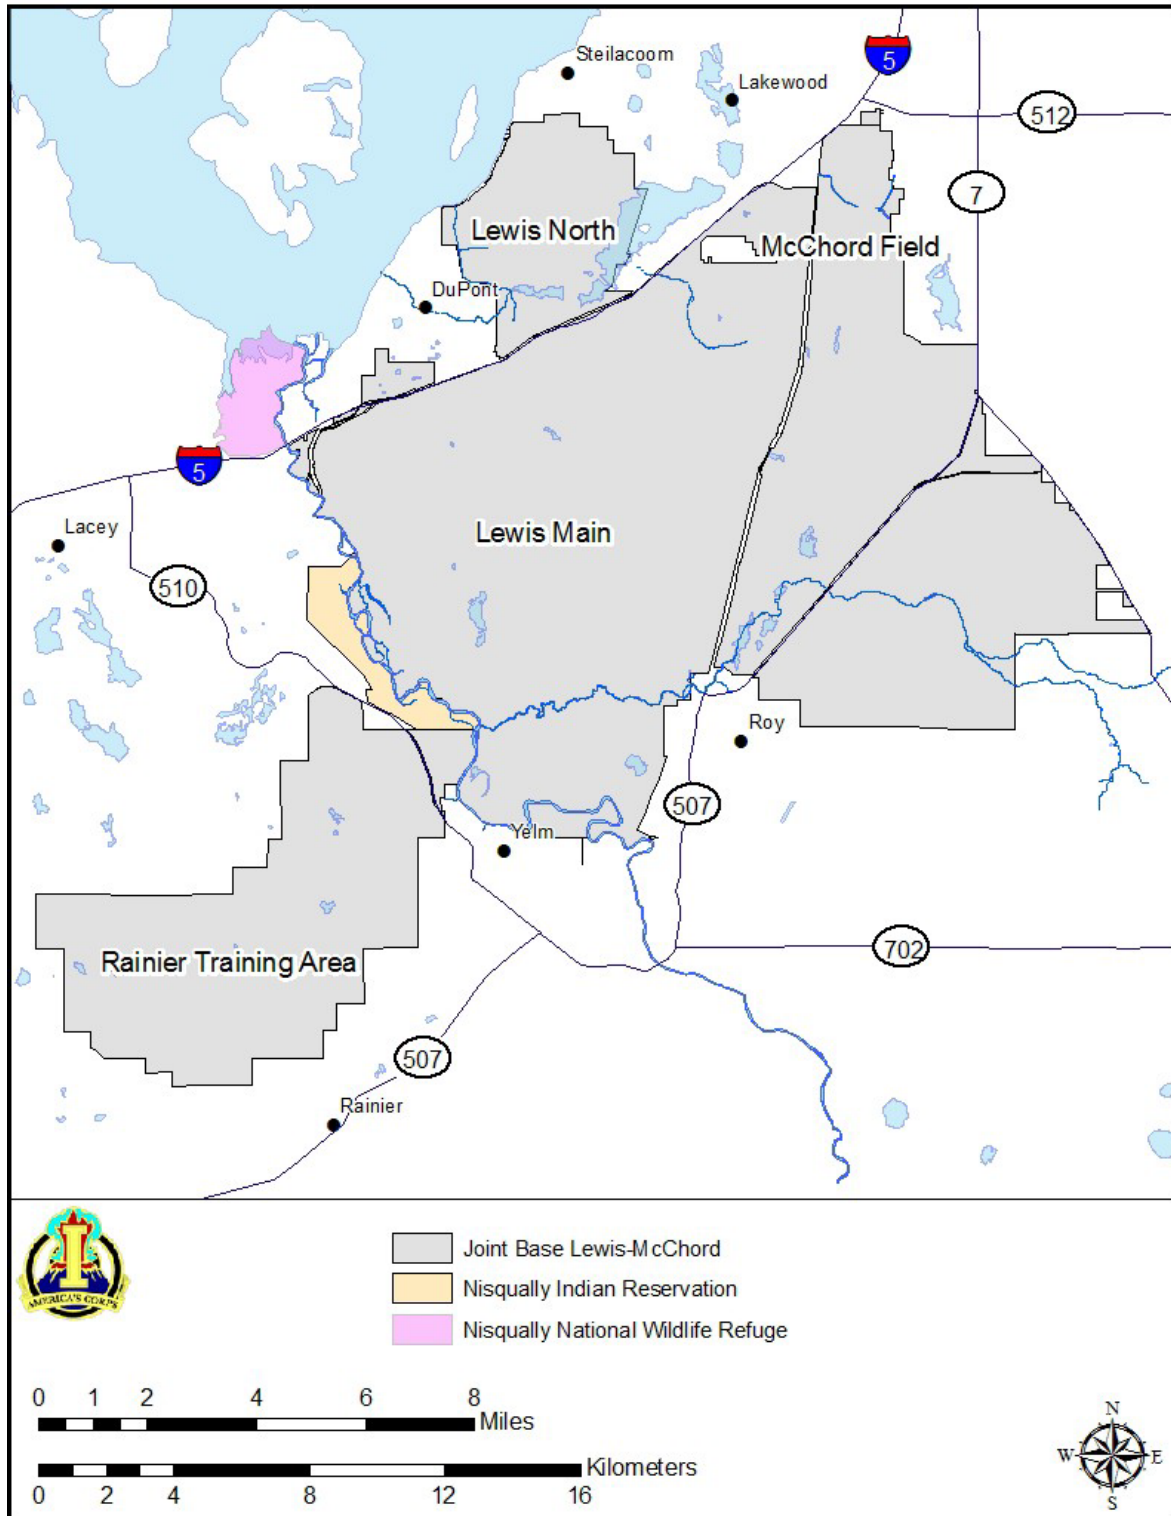 Steilacoom
5
Lakewood
512
7
Lewis North
McChord Field
DuPont
5
Lacey
Lewis Main
510
Roy
507
Yelm
702
Rainier Training Area
507
Rainier
I
AMERICA'S CORPS
Joint Base Lewis-McChord
Nisqually Indian Reservation
Nisqually National Wildlife Refuge
0 1 2 4 6 8
Miles
Kilometers
0 2 4 8 12 16
N
W E
S